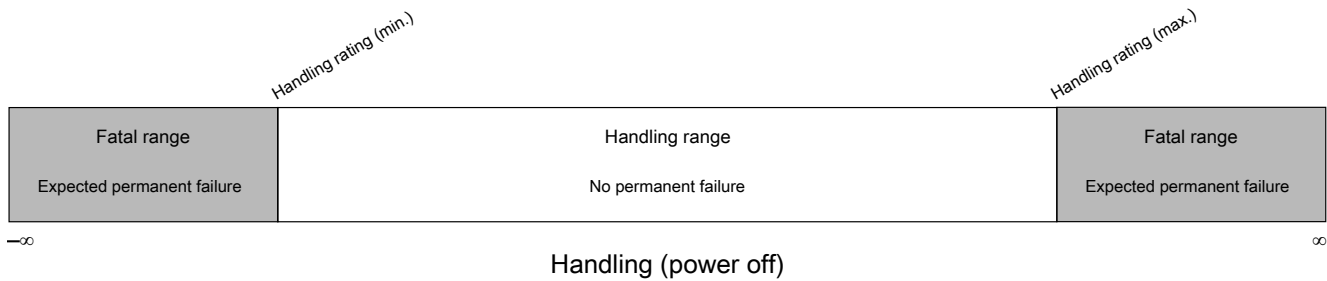 Handling rating (min.)
Handling rating (max.)
Fatal range
Handling range
Fatal range
Expected permanent failure
No permanent failure
Expected permanent failure
–∞
∞
Handling (power off)